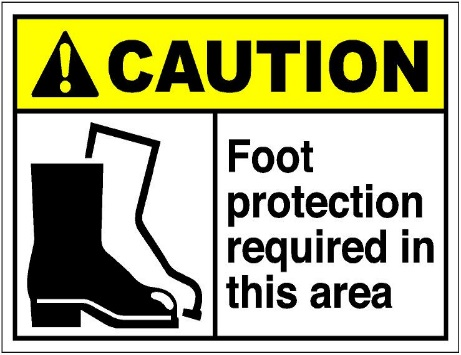 CAUTION
Foot
protection
required in
this area